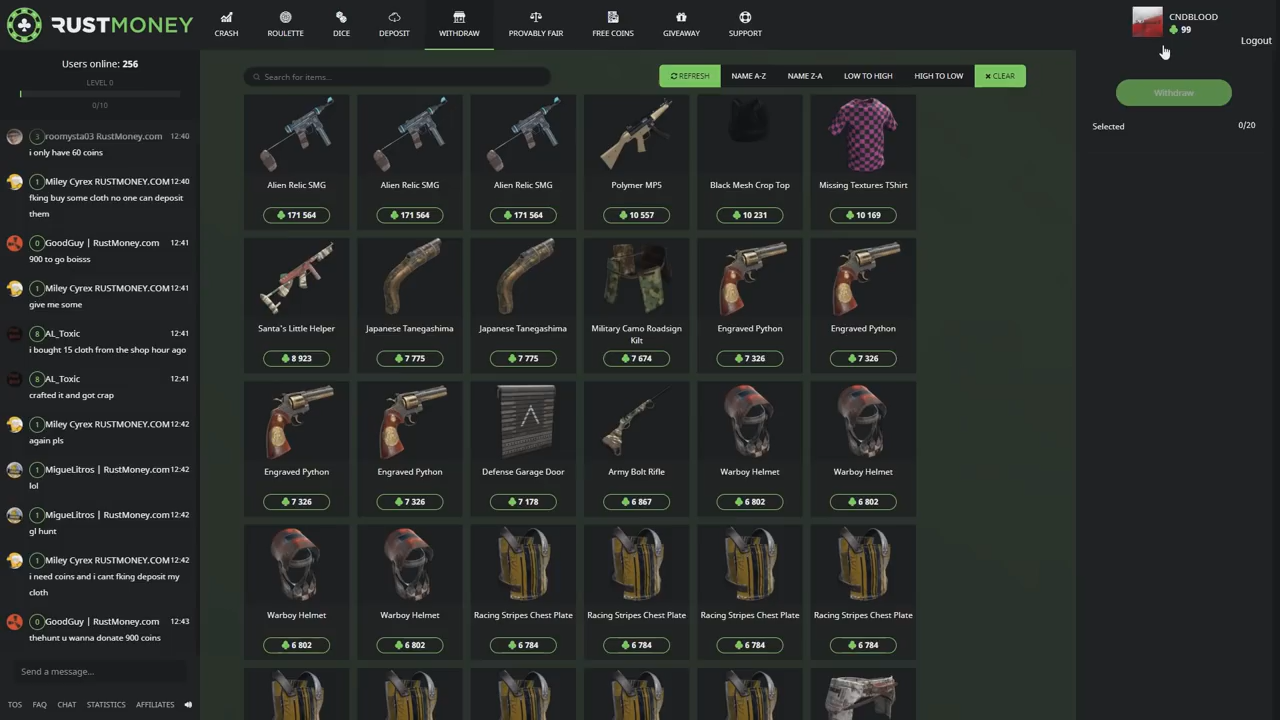 RUSTMONEY
CRASH
ROULETTE
DICE
DEPOSIT
WITHDRAW
PROVABLY FAIR
FREE COINS
GIVEAWAY
SUPPORT
CNDBLOOD
99
Logout
Users online: 256
LEVEL 0
0/10
3 roomysta03 RustMoney.com 12:40
i only have 60 coins
1 Miley Cyrex RUSTMONEY.COM 12:40
fking buy some cloth no one can deposit
them
0 GoodGuy | RustMoney.com 12:41
900 to go boisss
1 Miley Cyrex RUSTMONEY.COM 12:41
give me some
8 AL_Toxic 12:41
i bought 15 cloth from the shop hour ago
8 AL_Toxic 12:41
crafted it and got crap
1 Miley Cyrex RUSTMONEY.COM 12:42
again pls
1 MigueLitros | RustMoney.com 12:42
lol
1 MigueLitros | RustMoney.com 12:42
gl hunt
1 Miley Cyrex RUSTMONEY.COM 12:42
i need coins and i cant fking deposit my
cloth
0 GoodGuy | RustMoney.com 12:43
thehunt u wanna donate 900 coins
Send a message...
TOS FAQ CHAT STATISTICS AFFILIATES
Search for items...
REFRESH NAME A-Z NAME Z-A LOW TO HIGH HIGH TO LOW CLEAR
Alien Relic SMG Alien Relic SMG Alien Relic SMG Polymer MP5 Black Mesh Crop Top Missing Textures TShirt
171 564 171 564 171 564 10 557 10 231 10 169
Santa's Little Helper Japanese Tanegashima Japanese Tanegashima Military Camo Roadsign Engraved Python Engraved Python
Kilt
8 923 7 775 7 775 7 674 7 326 7 326
Engraved Python Engraved Python Defense Garage Door Army Bolt Rifle Warboy Helmet Warboy Helmet
7 326 7 326 7 178 6 867 6 802 6 802
Warboy Helmet Warboy Helmet Racing Stripes Chest Plate Racing Stripes Chest Plate Racing Stripes Chest Plate Racing Stripes Chest Plate
6 802 6 802 6 784 6 784 6 784 6 784
Withdraw
Selected 0/20